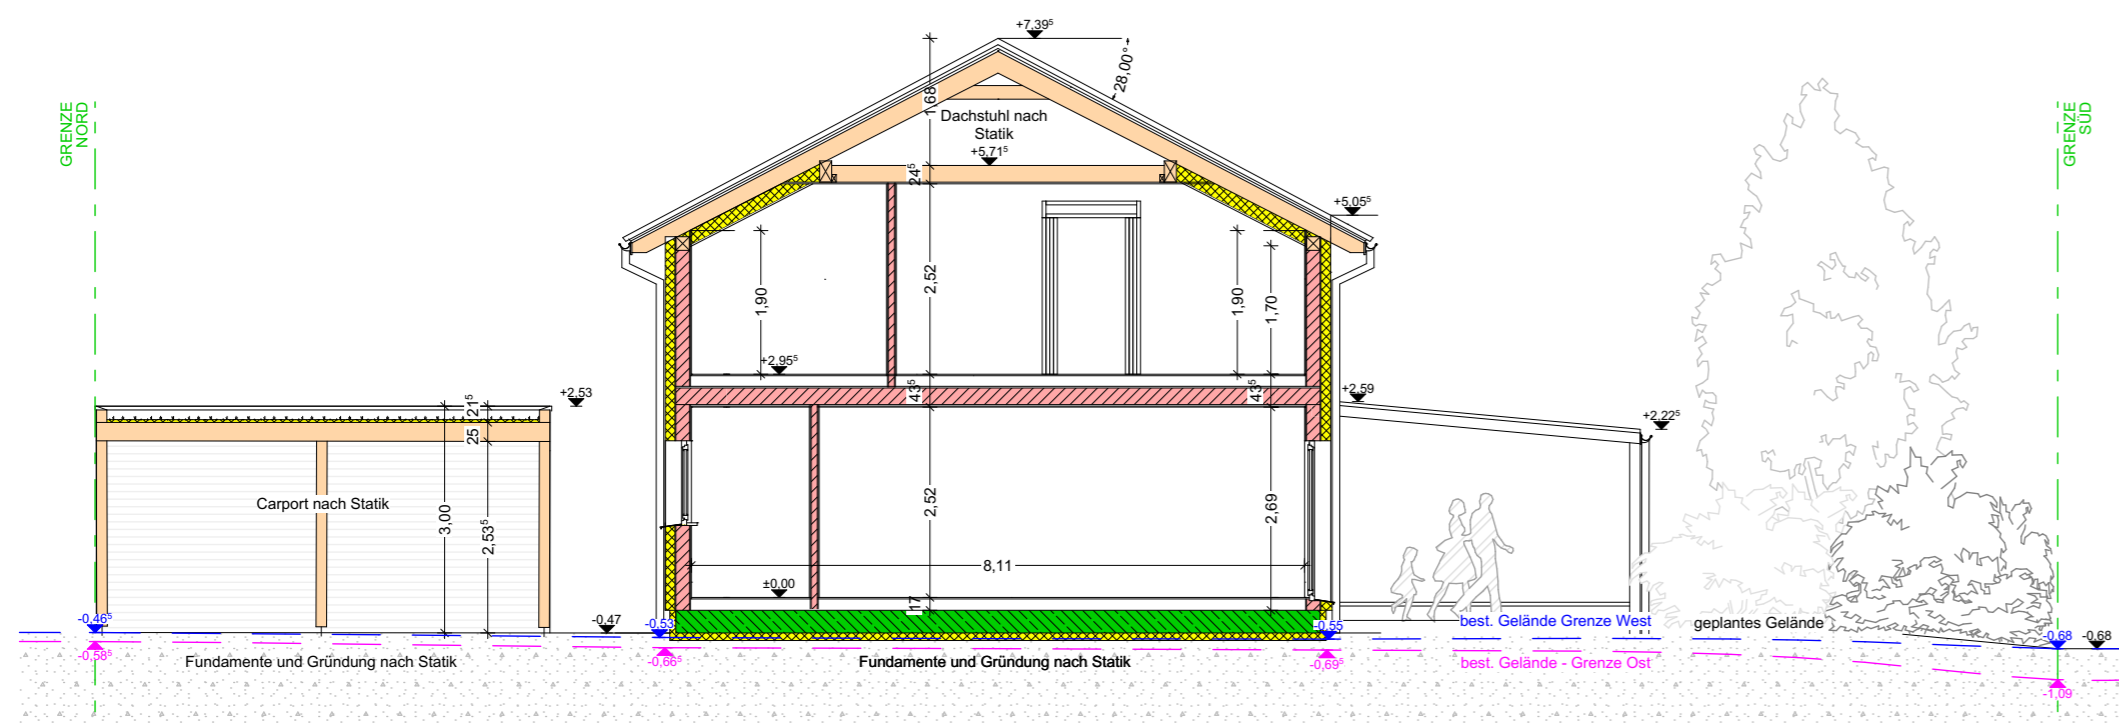 +7,39⁵
28,00°
GRENZE
NORD
GRENZE
SÜD
1,68
Dachstuhl nach
Statik
+5,71⁵
24⁵
+5,05⁵
2,52
1,90
1,90
1,70
+2,95⁵
43⁵
43⁵
+2,53
+2,59
+2,22⁵
21⁵
25
Carport nach Statik
3,00
2,53⁵
2,52
2,69
8,11
±0,00
17
-0,46⁵
-0,47
-0,53
-0,55
best. Gelände Grenze West
geplantes Gelände
-0,68
-0,68
-0,58⁵
Fundamente und Gründung nach Statik
-0,66⁵
Fundamente und Gründung nach Statik
-0,69⁵
best. Gelände - Grenze Ost
-1,09